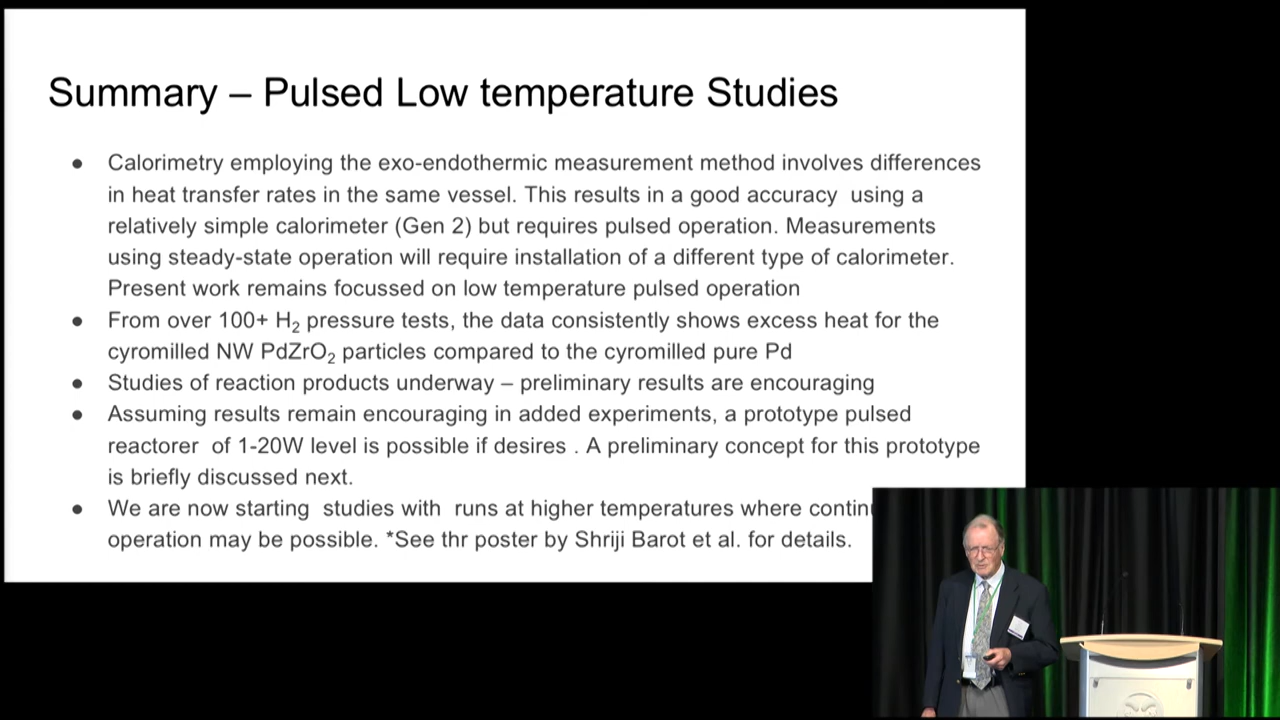 Summary – Pulsed Low temperature Studies
● Calorimetry employing the exo-endothermic measurement method involves differences
in heat transfer rates in the same vessel. This results in a good accuracy  using a
relatively simple calorimeter (Gen 2) but requires pulsed operation. Measurements
using steady-state operation will require installation of a different type of calorimeter.
Present work remains focussed on low temperature pulsed operation
● From over 100+ H₂ pressure tests, the data consistently shows excess heat for the
cyromilled NW PdZrO₂ particles compared to the cyromilled pure Pd
● Studies of reaction products underway – preliminary results are encouraging
● Assuming results remain encouraging in added experiments, a prototype pulsed
reactorer  of 1-20W level is possible if desires . A preliminary concept for this prototype
is briefly discussed next.
● We are now starting  studies with  runs at higher temperatures where
operation may be possible. *See thr poster by Shriji Barot et al. for details.